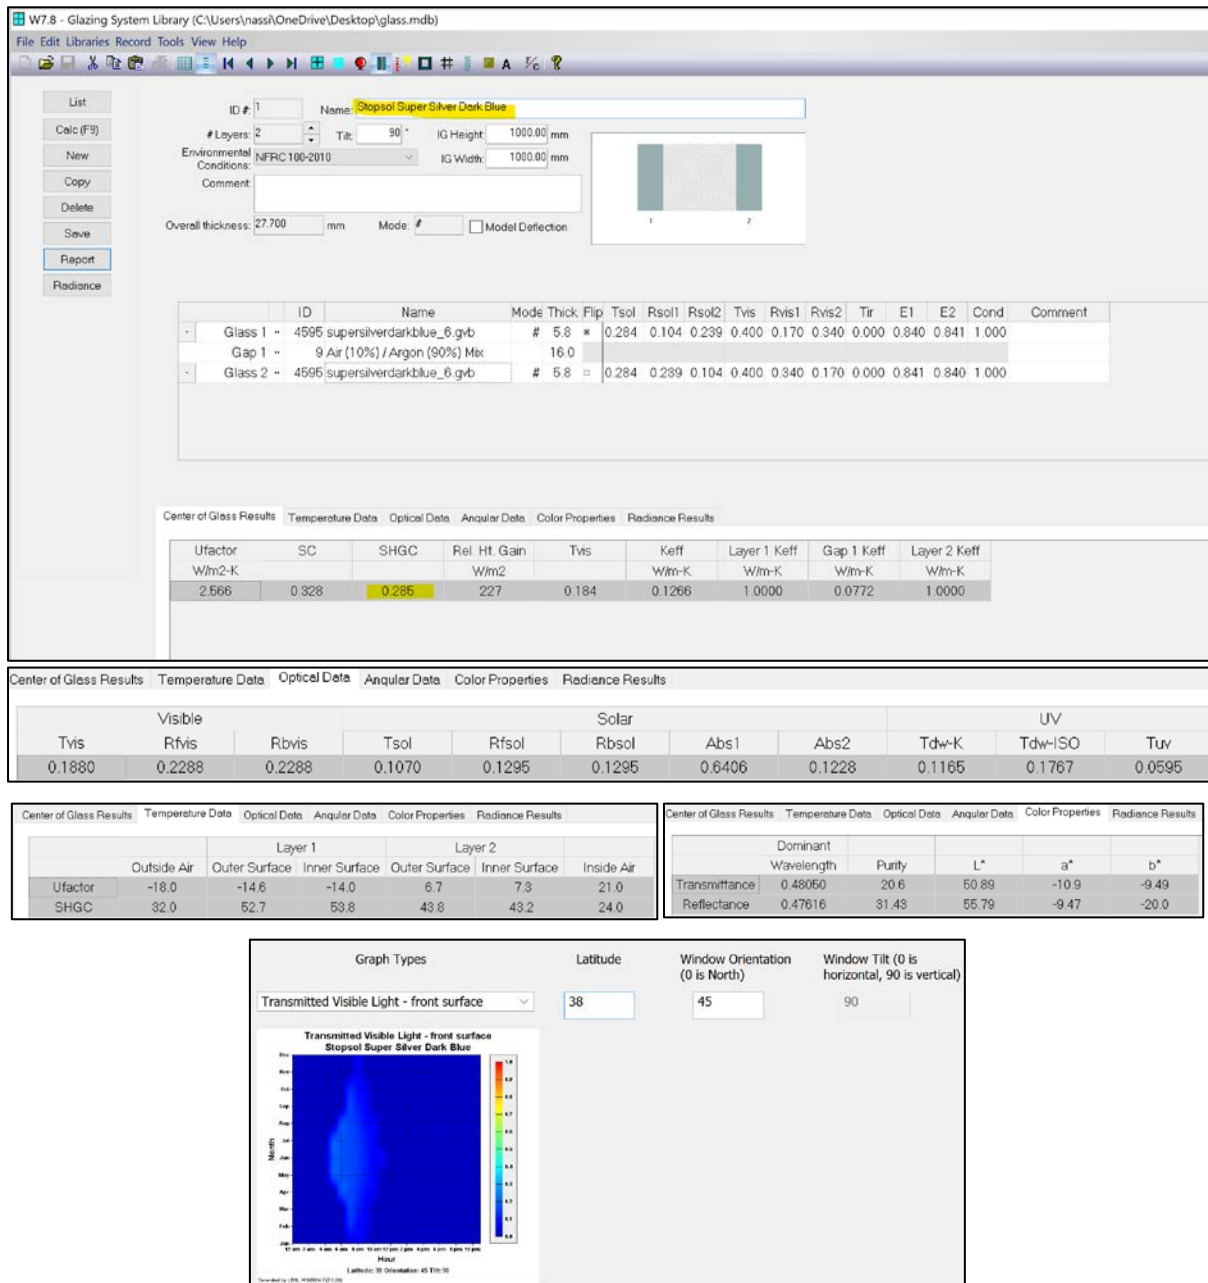 W7.8 - Glazing System Library (C:\Users\nassi\OneDrive\Desktop\glass.mdb)
File Edit Libraries Record Tools View Help
List
Calc (F9)
New
Copy
Delete
Save
Report
Radiance
ID #: 1 Name: Stopsol Super Silver Dark Blue
# Layers: 2 Tilt: 90 ° IG Height: 1000.00 mm
Environmental Conditions: NFRC 100-2010 IG Width: 1000.00 mm
Comment:
Overall thickness: 27.700 mm Mode: # Model Deflection
1 2
ID Name Mode Thick Flip Tsol Rsol1 Rsol2 Tvis Rvis1 Rvis2 Tir E1 E2 Cond Comment
Glass 1 4595 supersilverdarkblue_6.gvb # 5.8 0.284 0.104 0.239 0.400 0.170 0.340 0.000 0.840 0.841 1.000
Gap 1 9 Air (10%) / Argon (90%) Mix 16.0
Glass 2 4595 supersilverdarkblue_6.gvb # 5.8 0.284 0.239 0.104 0.400 0.340 0.170 0.000 0.841 0.840 1.000
Center of Glass Results Temperature Data Optical Data Angular Data Color Properties Radiance Results
Ufactor SC SHGC Rel. Ht. Gain Tvis Keff Layer 1 Keff Gap 1 Keff Layer 2 Keff
W/m2-K W/m2 W/m-K W/m-K W/m-K W/m-K
2.566 0.328 0.285 227 0.184 0.1266 1.0000 0.0772 1.0000
Center of Glass Results Temperature Data Optical Data Angular Data Color Properties Radiance Results
Visible Solar UV
Tvis Rfvis Rbvis Tsol Rfsol Rbsol Abs1 Abs2 Tdw-K Tdw-ISO Tuv
0.1880 0.2288 0.2288 0.1070 0.1295 0.1295 0.6406 0.1228 0.1165 0.1767 0.0595
Center of Glass Results Temperature Data Optical Data Angular Data Color Properties Radiance Results
Layer 1 Layer 2
Outside Air Outer Surface Inner Surface Outer Surface Inner Surface Inside Air
Ufactor -18.0 -14.6 -14.0 6.7 7.3 21.0
SHGC 32.0 52.7 53.8 43.8 43.2 24.0
Center of Glass Results Temperature Data Optical Data Angular Data Color Properties Radiance Results
Dominant
Wavelength Purity L* a* b*
Transmittance 0.48050 20.6 50.89 -10.9 -9.49
Reflectance 0.47616 31.43 55.79 -9.47 -20.0
Graph Types Latitude Window Orientation (0 is North) Window Tilt (0 is horizontal, 90 is vertical)
Transmitted Visible Light - front surface 38 45 90
Transmitted Visible Light - front surface
Stopsol Super Silver Dark Blue
Month
Dec
Nov
Oct
Sep
Aug
Jul
Jun
May
Apr
Mar
Feb
Jan
Hour
Latitude: 38 Orientation: 45 Tilt: 90